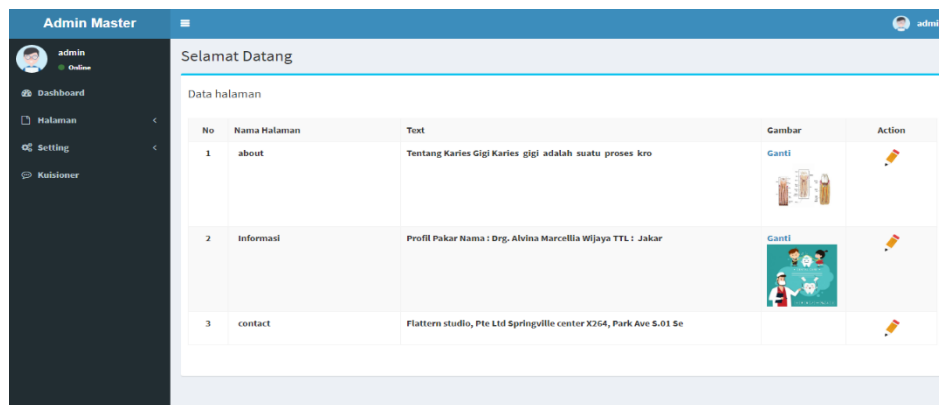 Admin Master
admi
admin
Online
Selamat Datang
Dashboard
Data halaman
Halaman
No Nama Halaman Text Gambar Action
Setting
1 about Tentang Karies Gigi Karies gigi adalah suatu proses kro Ganti
Kuisioner
2 Informasi Profil Pakar Nama : Drg. Alvina Marcellia Wijaya TTL : Jakar Ganti
3 contact Flattern studio, Pte Ltd Springville center X264, Park Ave S.01 Se